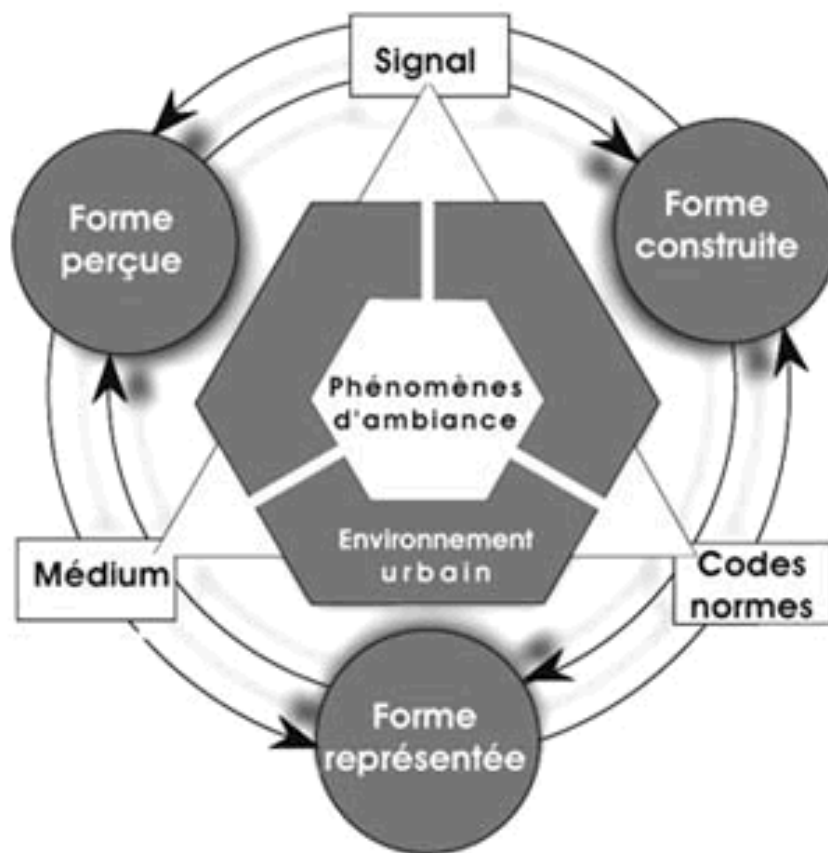 Signal
Forme
perçue
Forme
construite
Phénomènes
d'ambiance
Environnement
urbain
Médium
Codes
normes
Forme
représentée